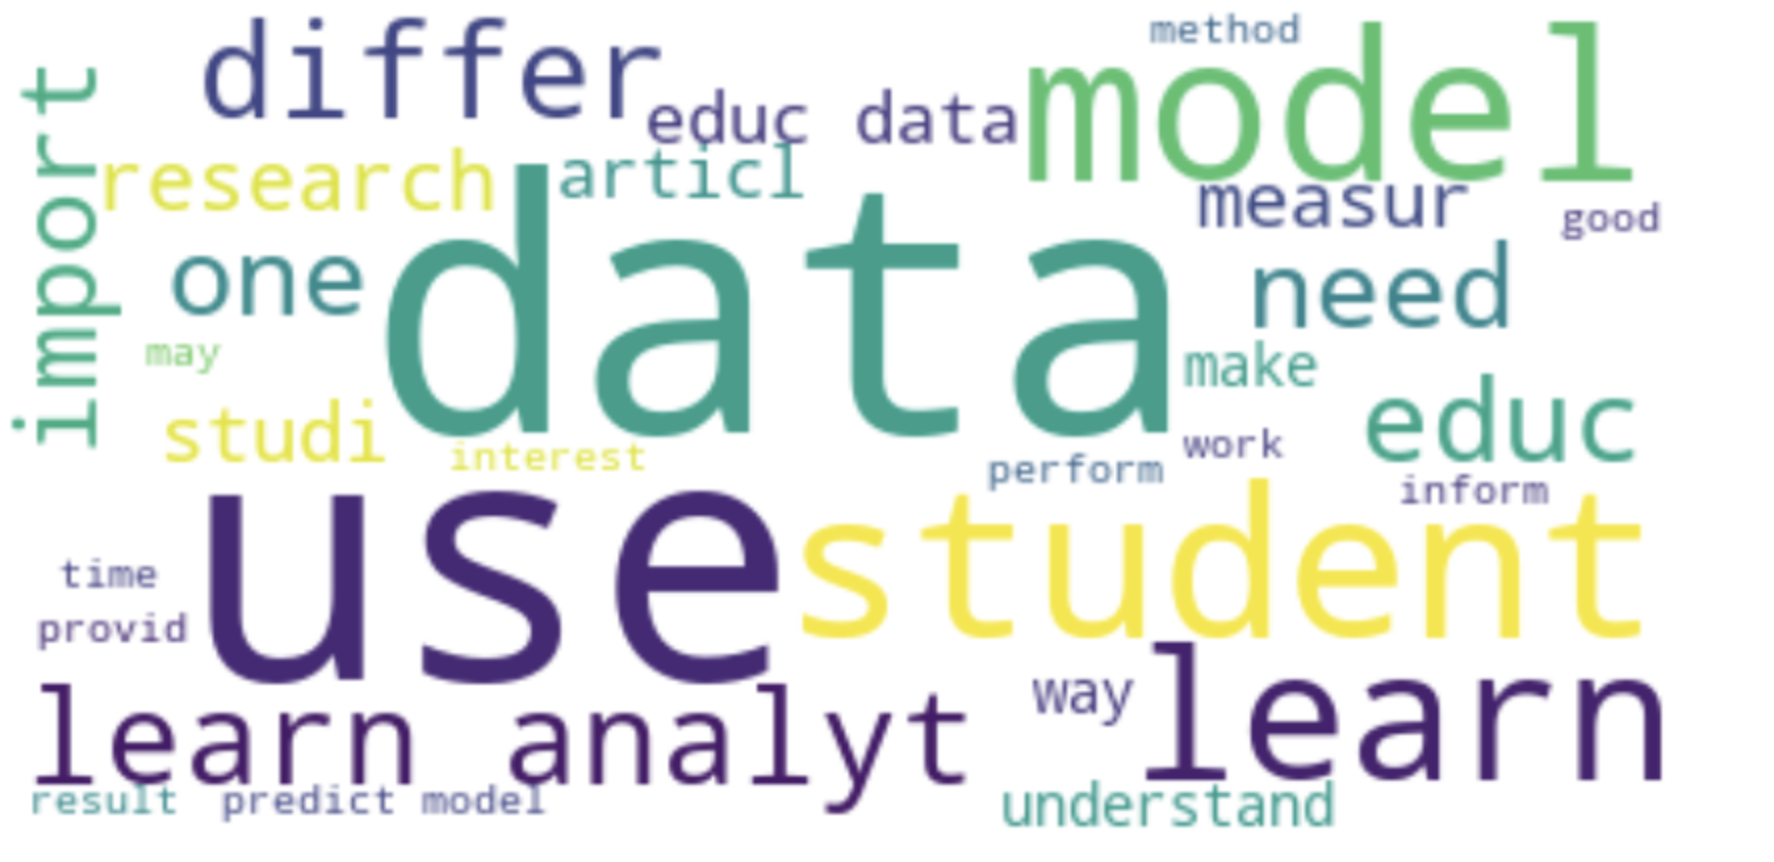 method
differ
model
import
educ data
research
articl
measur
good
one
data
need
may
make
studi
educ
interest
work
perform
inform
use
student
time
provid
learn analyt
way
learn
result
predict model
understand